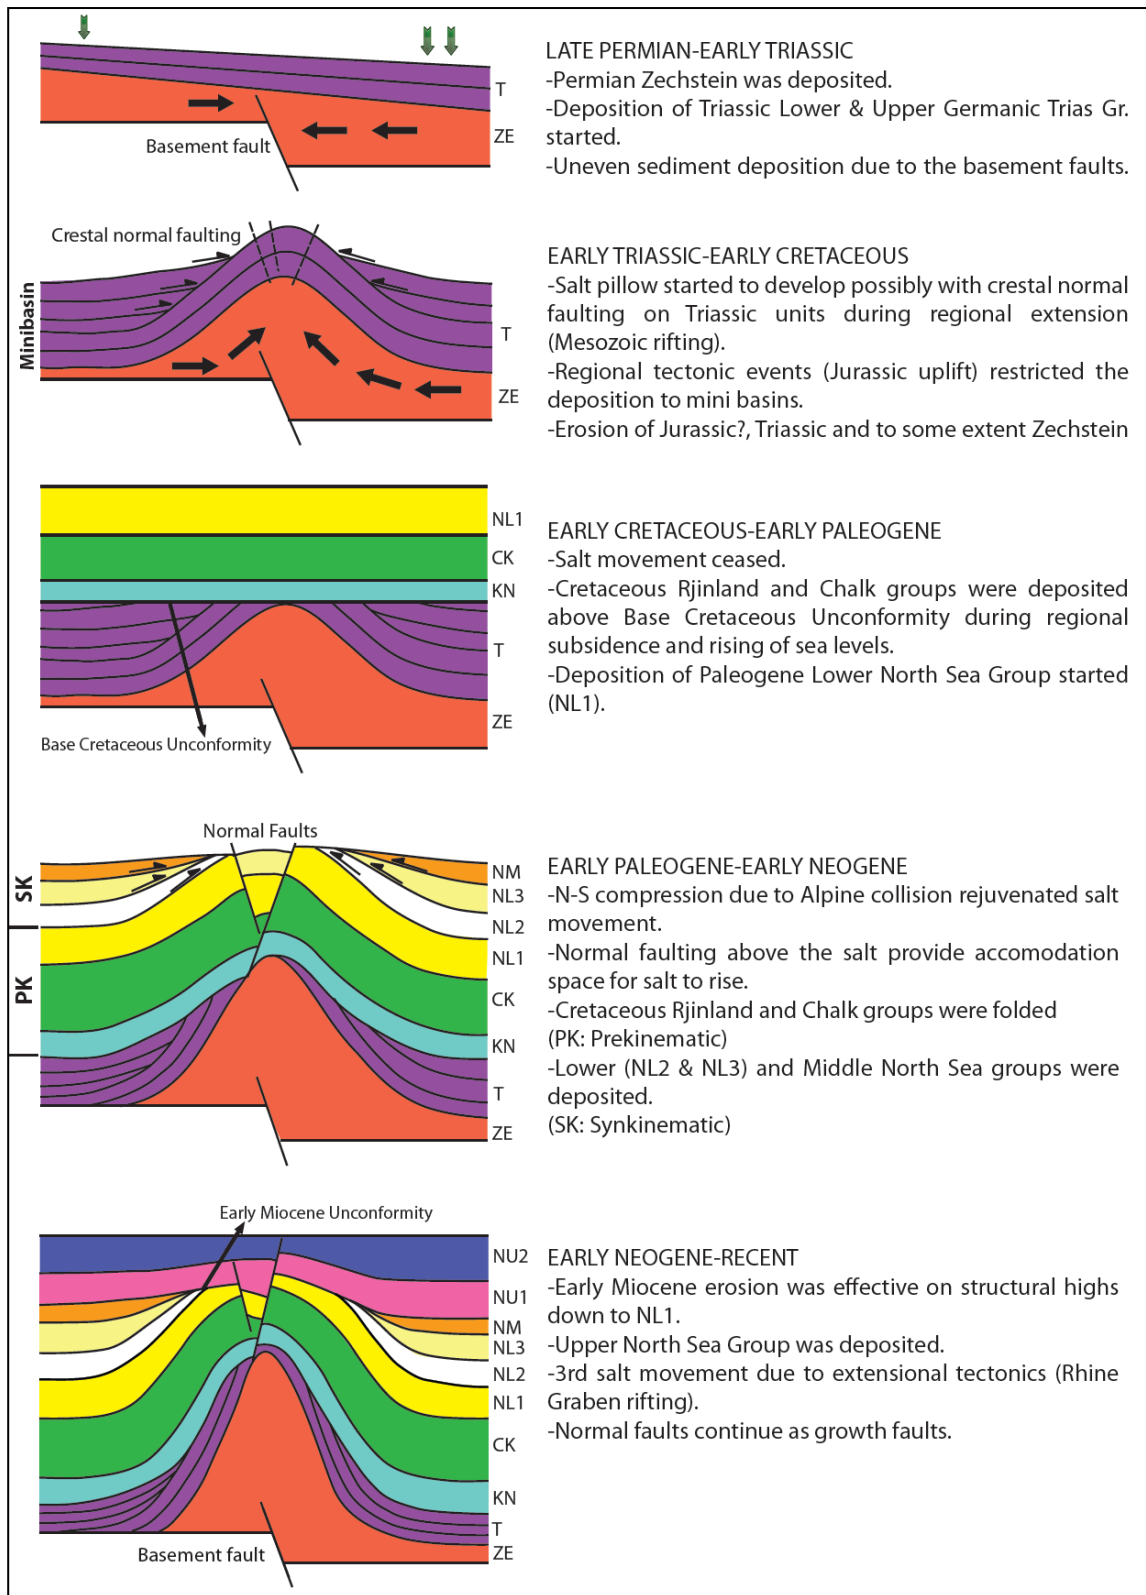 LATE PERMIAN-EARLY TRIASSIC
-Permian Zechstein was deposited.
-Deposition of Triassic Lower & Upper Germanic Trias Gr.
started.
-Uneven sediment deposition due to the basement faults.
T
ZE
Basement fault
Crestal normal faulting
Minibasin
T
ZE
EARLY TRIASSIC-EARLY CRETACEOUS
-Salt pillow started to develop possibly with crestal normal
faulting on Triassic units during regional extension
(Mesozoic rifting).
-Regional tectonic events (Jurassic uplift) restricted the
deposition to mini basins.
-Erosion of Jurassic?, Triassic and to some extent Zechstein
NL1
CK
KN
T
ZE
Base Cretaceous Unconformity
EARLY CRETACEOUS-EARLY PALEOGENE
-Salt movement ceased.
-Cretaceous Rjinland and Chalk groups were deposited
above Base Cretaceous Unconformity during regional
subsidence and rising of sea levels.
-Deposition of Paleogene Lower North Sea Group started
(NL1).
Normal Faults
SK
PK
NM
NL3
NL2
NL1
CK
KN
T
ZE
EARLY PALEOGENE-EARLY NEOGENE
-N-S compression due to Alpine collision rejuvenated salt
movement.
-Normal faulting above the salt provide accomodation
space for salt to rise.
-Cretaceous Rjinland and Chalk groups were folded
(PK: Prekinematic)
-Lower (NL2 & NL3) and Middle North Sea groups were
deposited.
(SK: Synkinematic)
Early Miocene Unconformity
NU2
NU1
NM
NL3
NL2
NL1
CK
KN
T
ZE
Basement fault
EARLY NEOGENE-RECENT
-Early Miocene erosion was effective on structural highs
down to NL1.
-Upper North Sea Group was deposited.
-3rd salt movement due to extensional tectonics (Rhine
Graben rifting).
-Normal faults continue as growth faults.